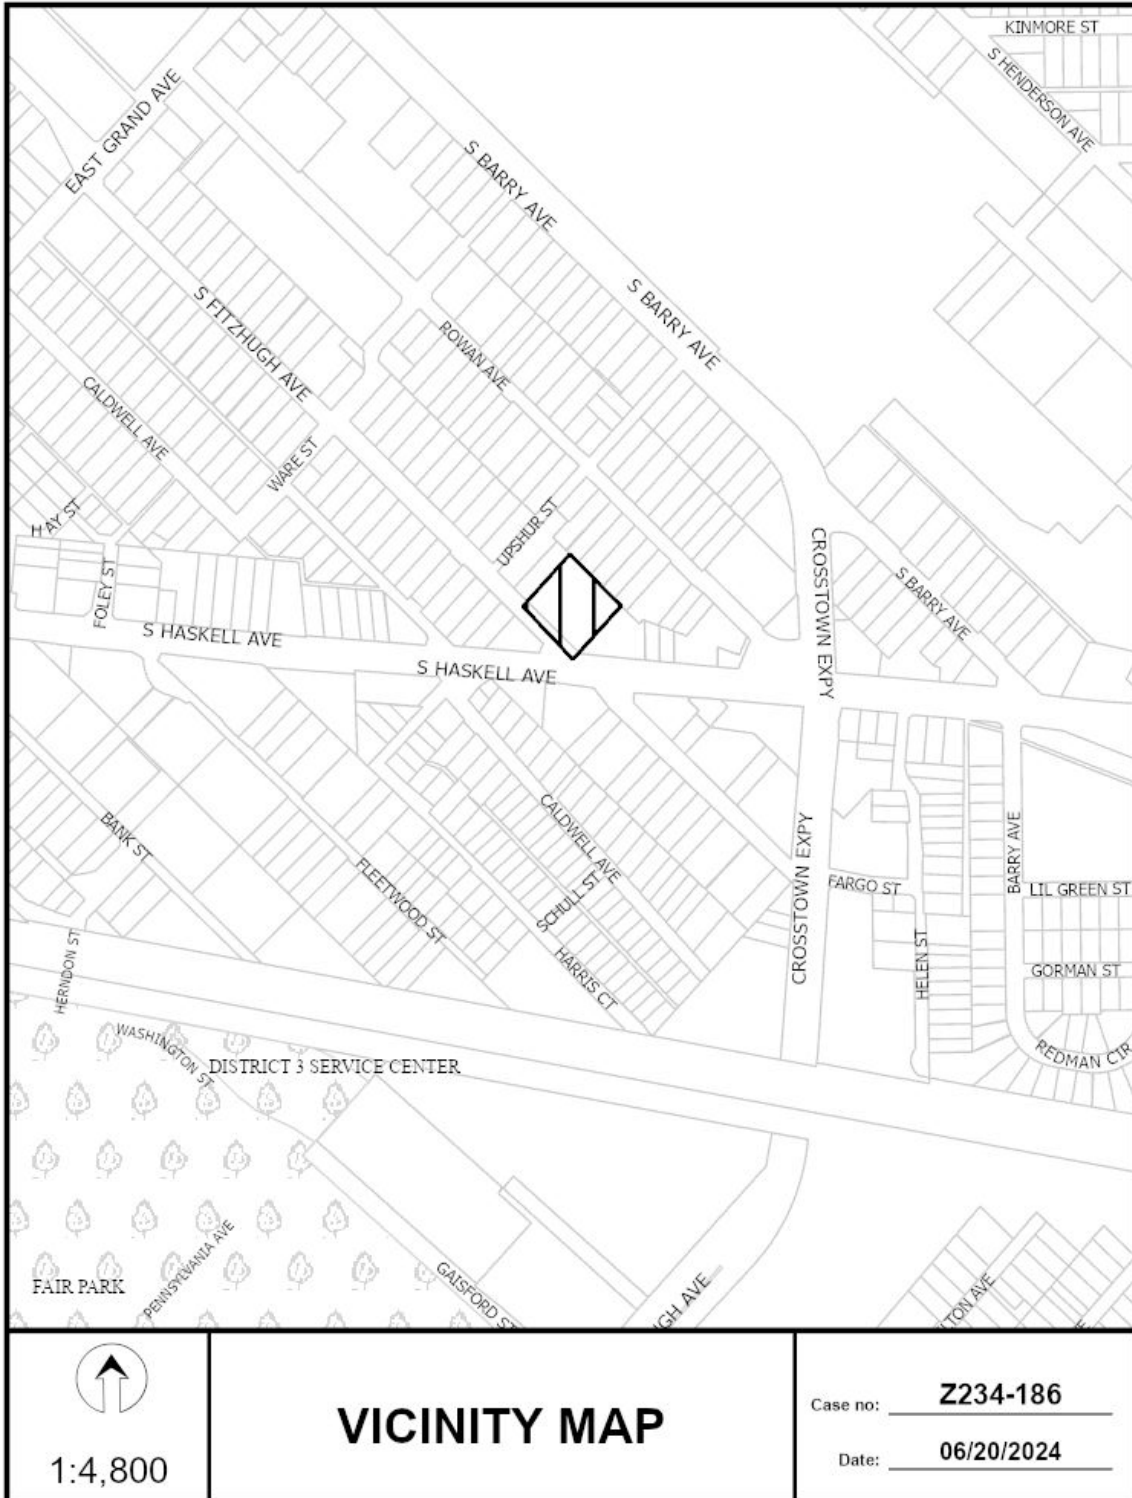 KINMORE ST
S HENDERSON AVE
EAST GRAND AVE
S BARRY AVE
S BARRY AVE
S FITZHUGH AVE
ROWAN AVE
CALDWELL AVE
WARE ST
UPSHUR ST
HAY ST
FOLEY ST
CROSSTOWN EXPY
S BARRY AVE
S HASKELL AVE
S HASKELL AVE
BANK ST
CALDWELL AVE
FLEETWOOD ST
SCHULL ST
HARRIS CT
CROSSTOWN EXPY
FARGO ST
BARRY AVE
LIL GREEN ST
HELEN ST
GORMAN ST
REDMAN CIR
HERNDON ST
WASHINGTON ST
DISTRICT 3 SERVICE CENTER
FAIR PARK
PENNSYLVANIA AVE
GAISFORD ST
GH AVE
LTON AVE
1:4,800
VICINITY MAP
Case no: Z234-186
Date: 06/20/2024